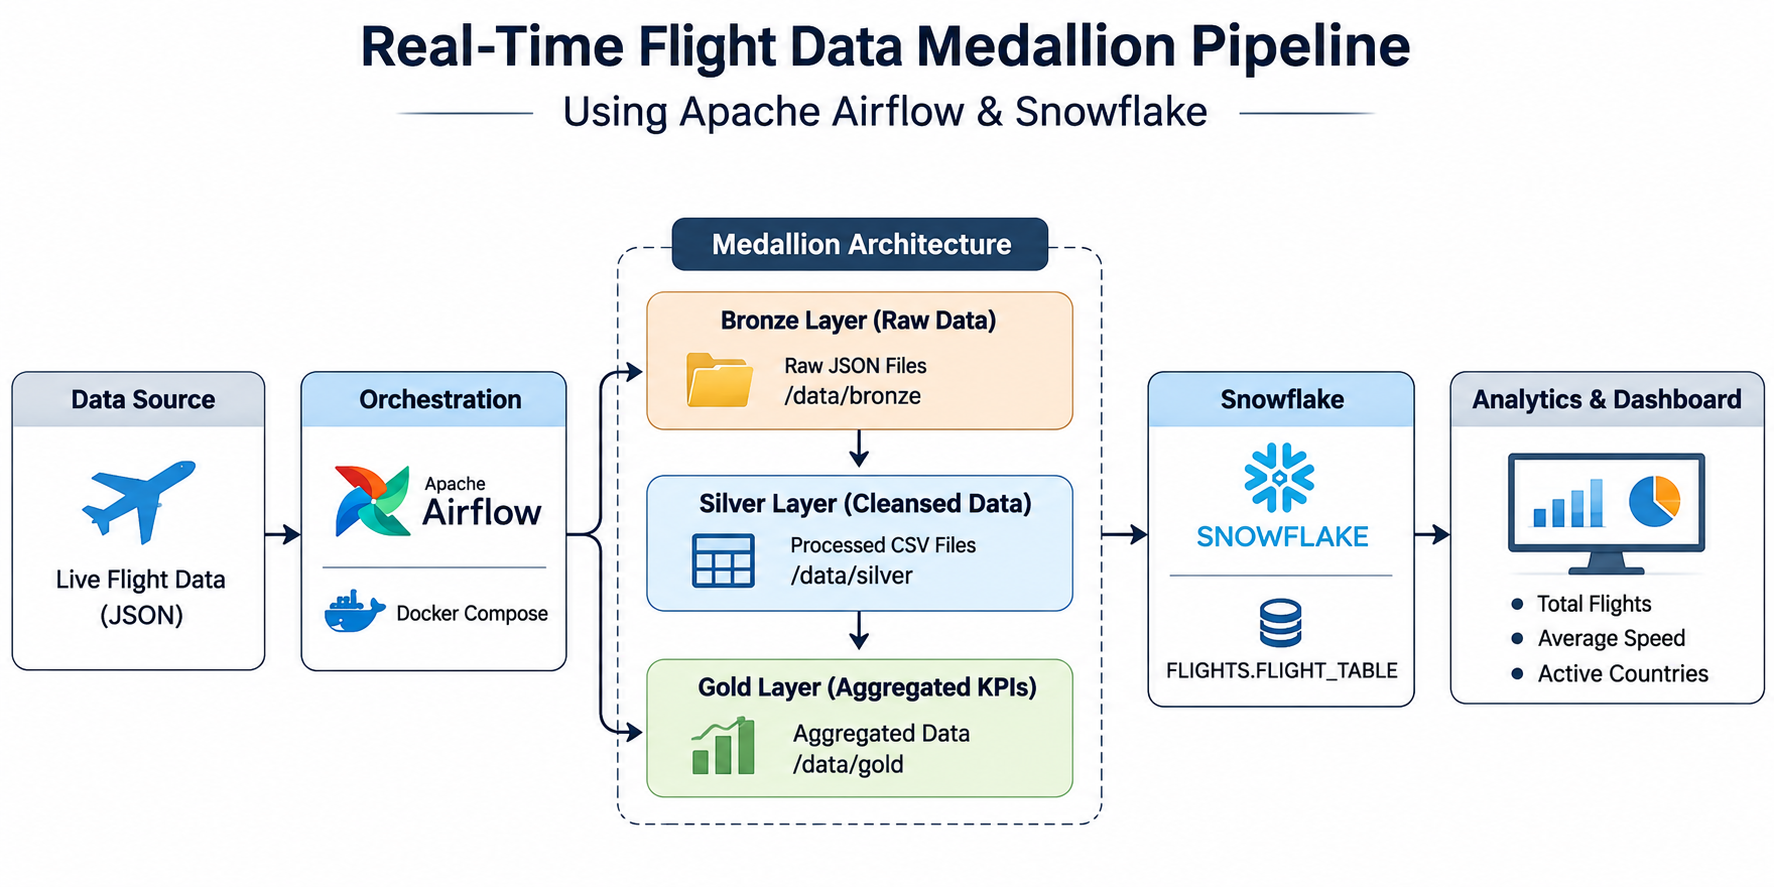 Real-Time Flight Data Medallion Pipeline
Using Apache Airflow & Snowflake
Data Source
Live Flight Data
(JSON)
Orchestration
Apache
Airflow
Docker Compose
Medallion Architecture
Bronze Layer (Raw Data)
Raw JSON Files
/data/bronze
Silver Layer (Cleansed Data)
Processed CSV Files
/data/silver
Gold Layer (Aggregated KPIs)
Aggregated Data
/data/gold
Snowflake
SNOWFLAKE
FLIGHTS.FLIGHT_TABLE
Analytics & Dashboard
• Total Flights
• Average Speed
• Active Countries